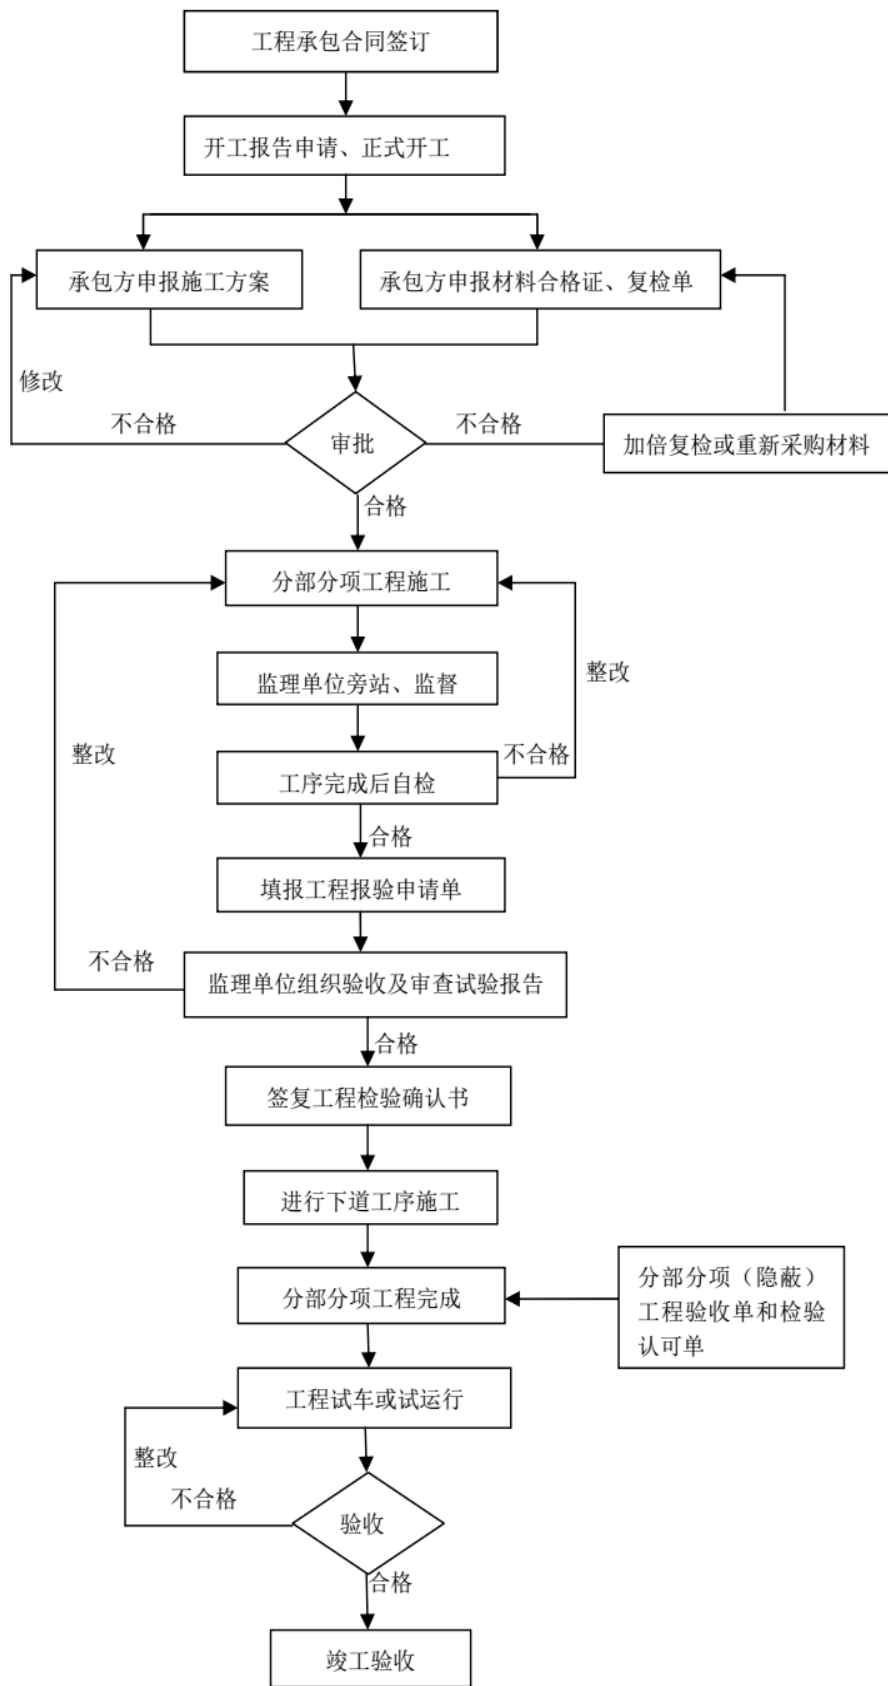 工程承包合同签订
开工报告申请、正式开工
承包方申报施工方案
承包方申报材料合格证、复检单
修改
不合格
审批
不合格
加倍复检或重新采购材料
合格
分部分项工程施工
监理单位旁站、监督
整改
整改
不合格
工序完成后自检
合格
填报工程报验申请单
不合格
监理单位组织验收及审查试验报告
合格
签复工程检验确认书
进行下道工序施工
分部分项工程完成
分部分项（隐蔽）
工程验收单和检验
认可单
工程试车或试运行
整改
不合格
验收
合格
竣工验收